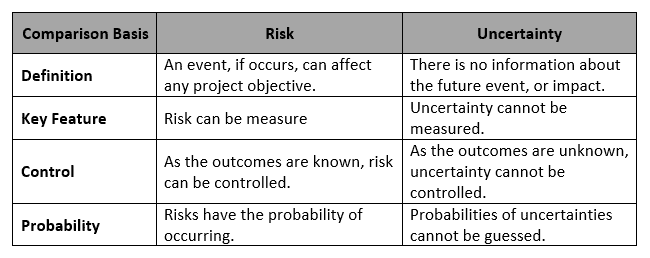 Comparison Basis Risk Uncertainty
Definition
An event, if occurs, can affect
any project objective.
There is no information about
the future event, or impact.
Key Feature
Risk can be measure
Uncertainty cannot be
measured.
Control
As the outcomes are known, risk
can be controlled.
As the outcomes are unknown,
uncertainty cannot be
controlled.
Probability
Risks have the probability of
occurring.
Probabilities of uncertainties
cannot be guessed.